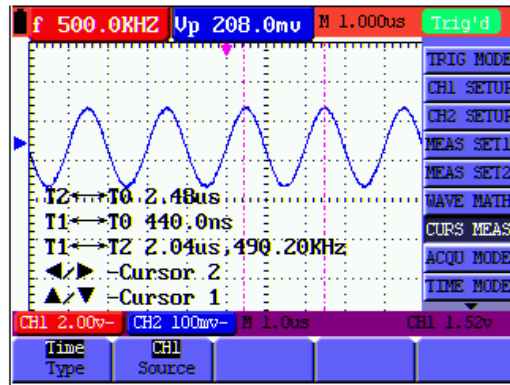 f 500.0KHZ Vp 208.0mv M 1.000us Trig'd
TRIG MODE
CH1 SETUP
CH2 SETUP
MEAS SET1
MEAS SET2
WAVE MATH
CURS MEAS
ACQU MODE
TIME MODE
T2←→T0 2.48us
T1←→T0 440.0ns
T1←→T2 2.04us,490.20KHz
◀/▶ -Cursor 2
▲/▼ -Cursor 1
CH1 2.00v- CH2 100mv- M 1.0us CH1 1.52v
Time CH1
Type Source